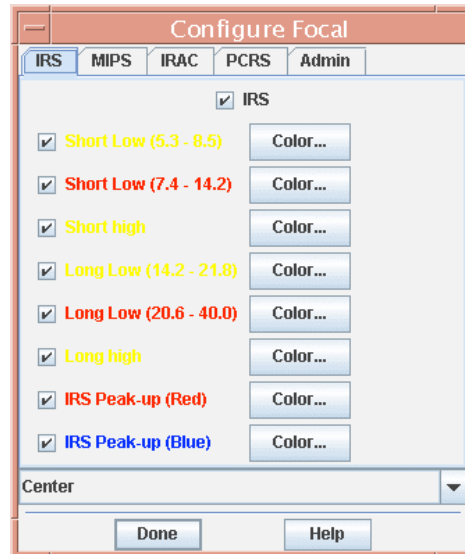 Configure Focal
IRS MIPS IRAC PCRS Admin
IRS
Short Low (5.3 - 8.5) Color...
Short Low (7.4 - 14.2) Color...
Short high Color...
Long Low (14.2 - 21.8) Color...
Long Low (20.6 - 40.0) Color...
Long high Color...
IRS Peak-up (Red) Color...
IRS Peak-up (Blue) Color...
Center
Done Help